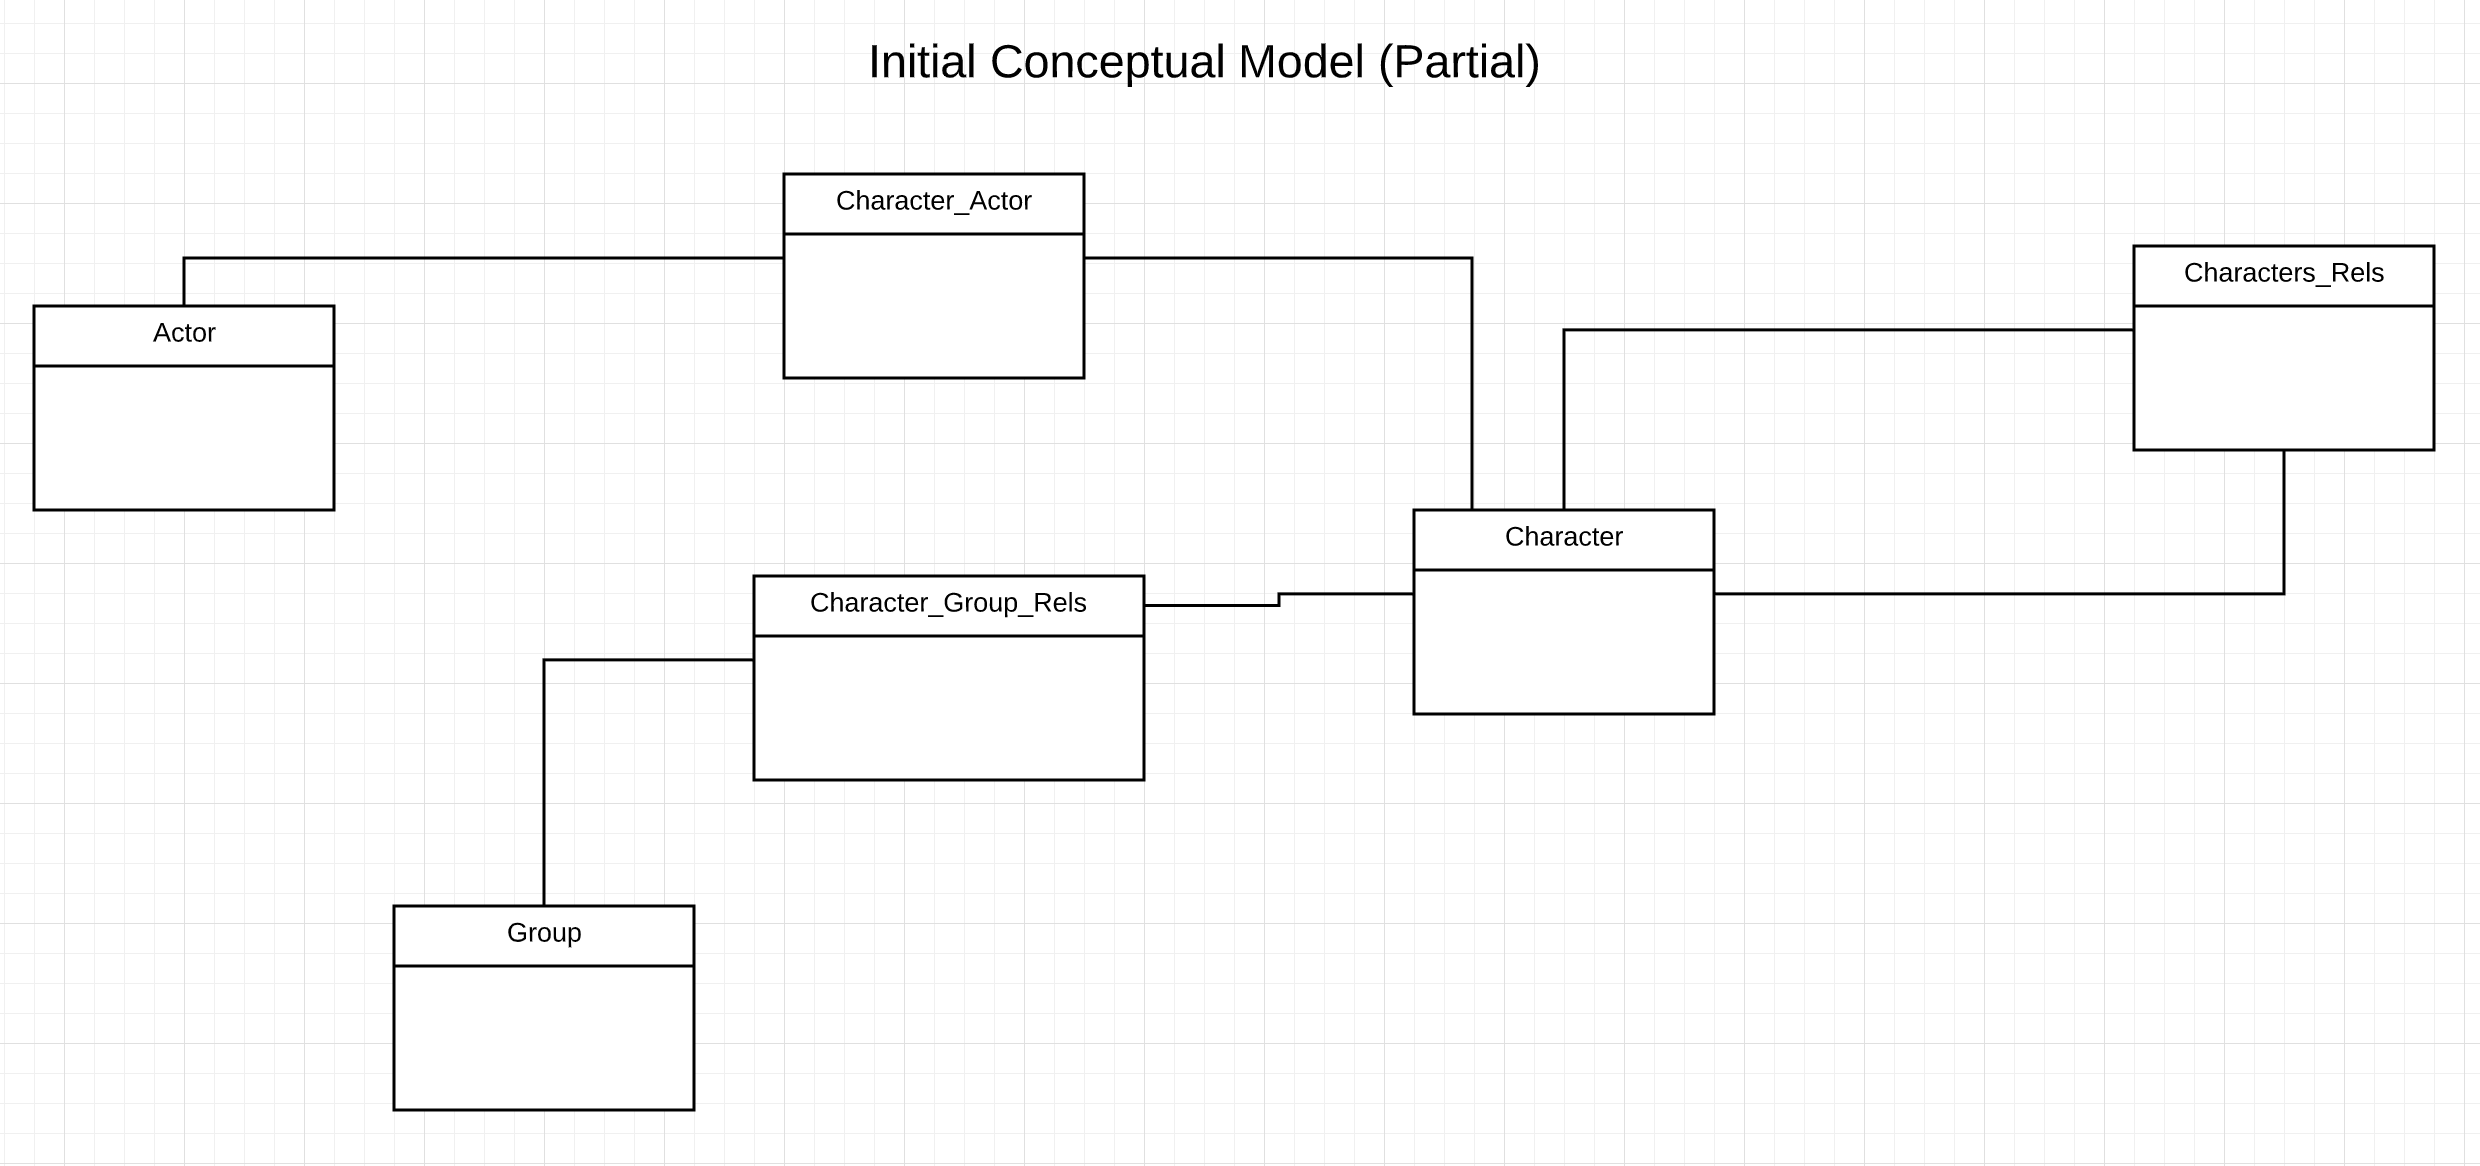 Initial Conceptual Model (Partial)
Character_Actor
Characters_Rels
Actor
Character
Character_Group_Rels
Group